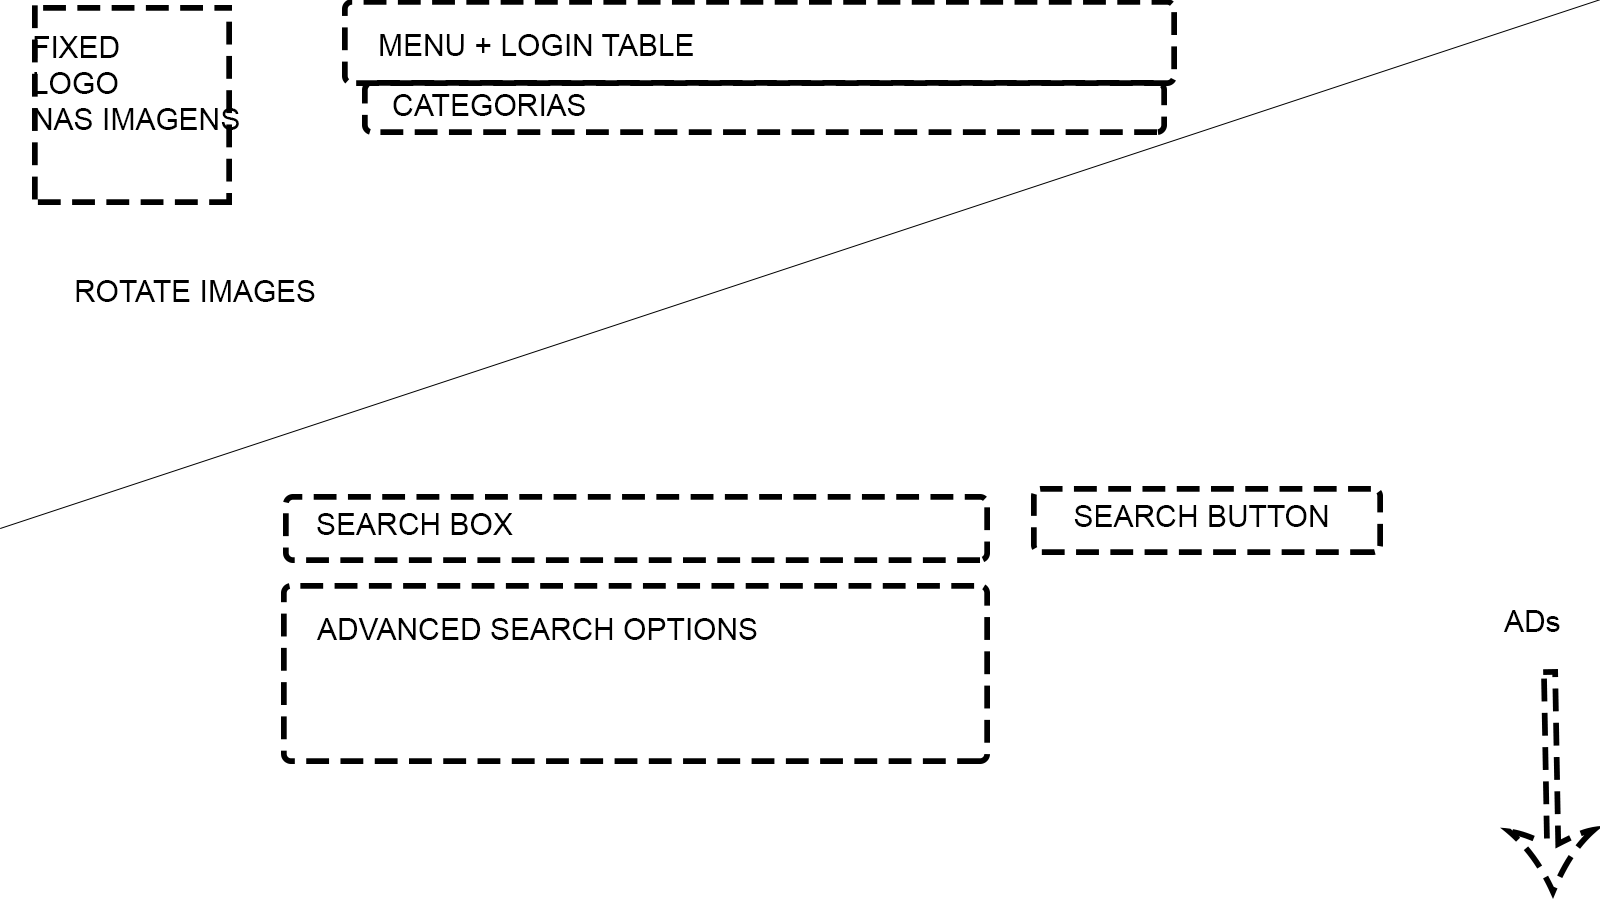 FIXED
LOGO
NAS IMAGENS
MENU + LOGIN TABLE
CATEGORIAS
ROTATE IMAGES
SEARCH BOX
SEARCH BUTTON
ADVANCED SEARCH OPTIONS
ADs